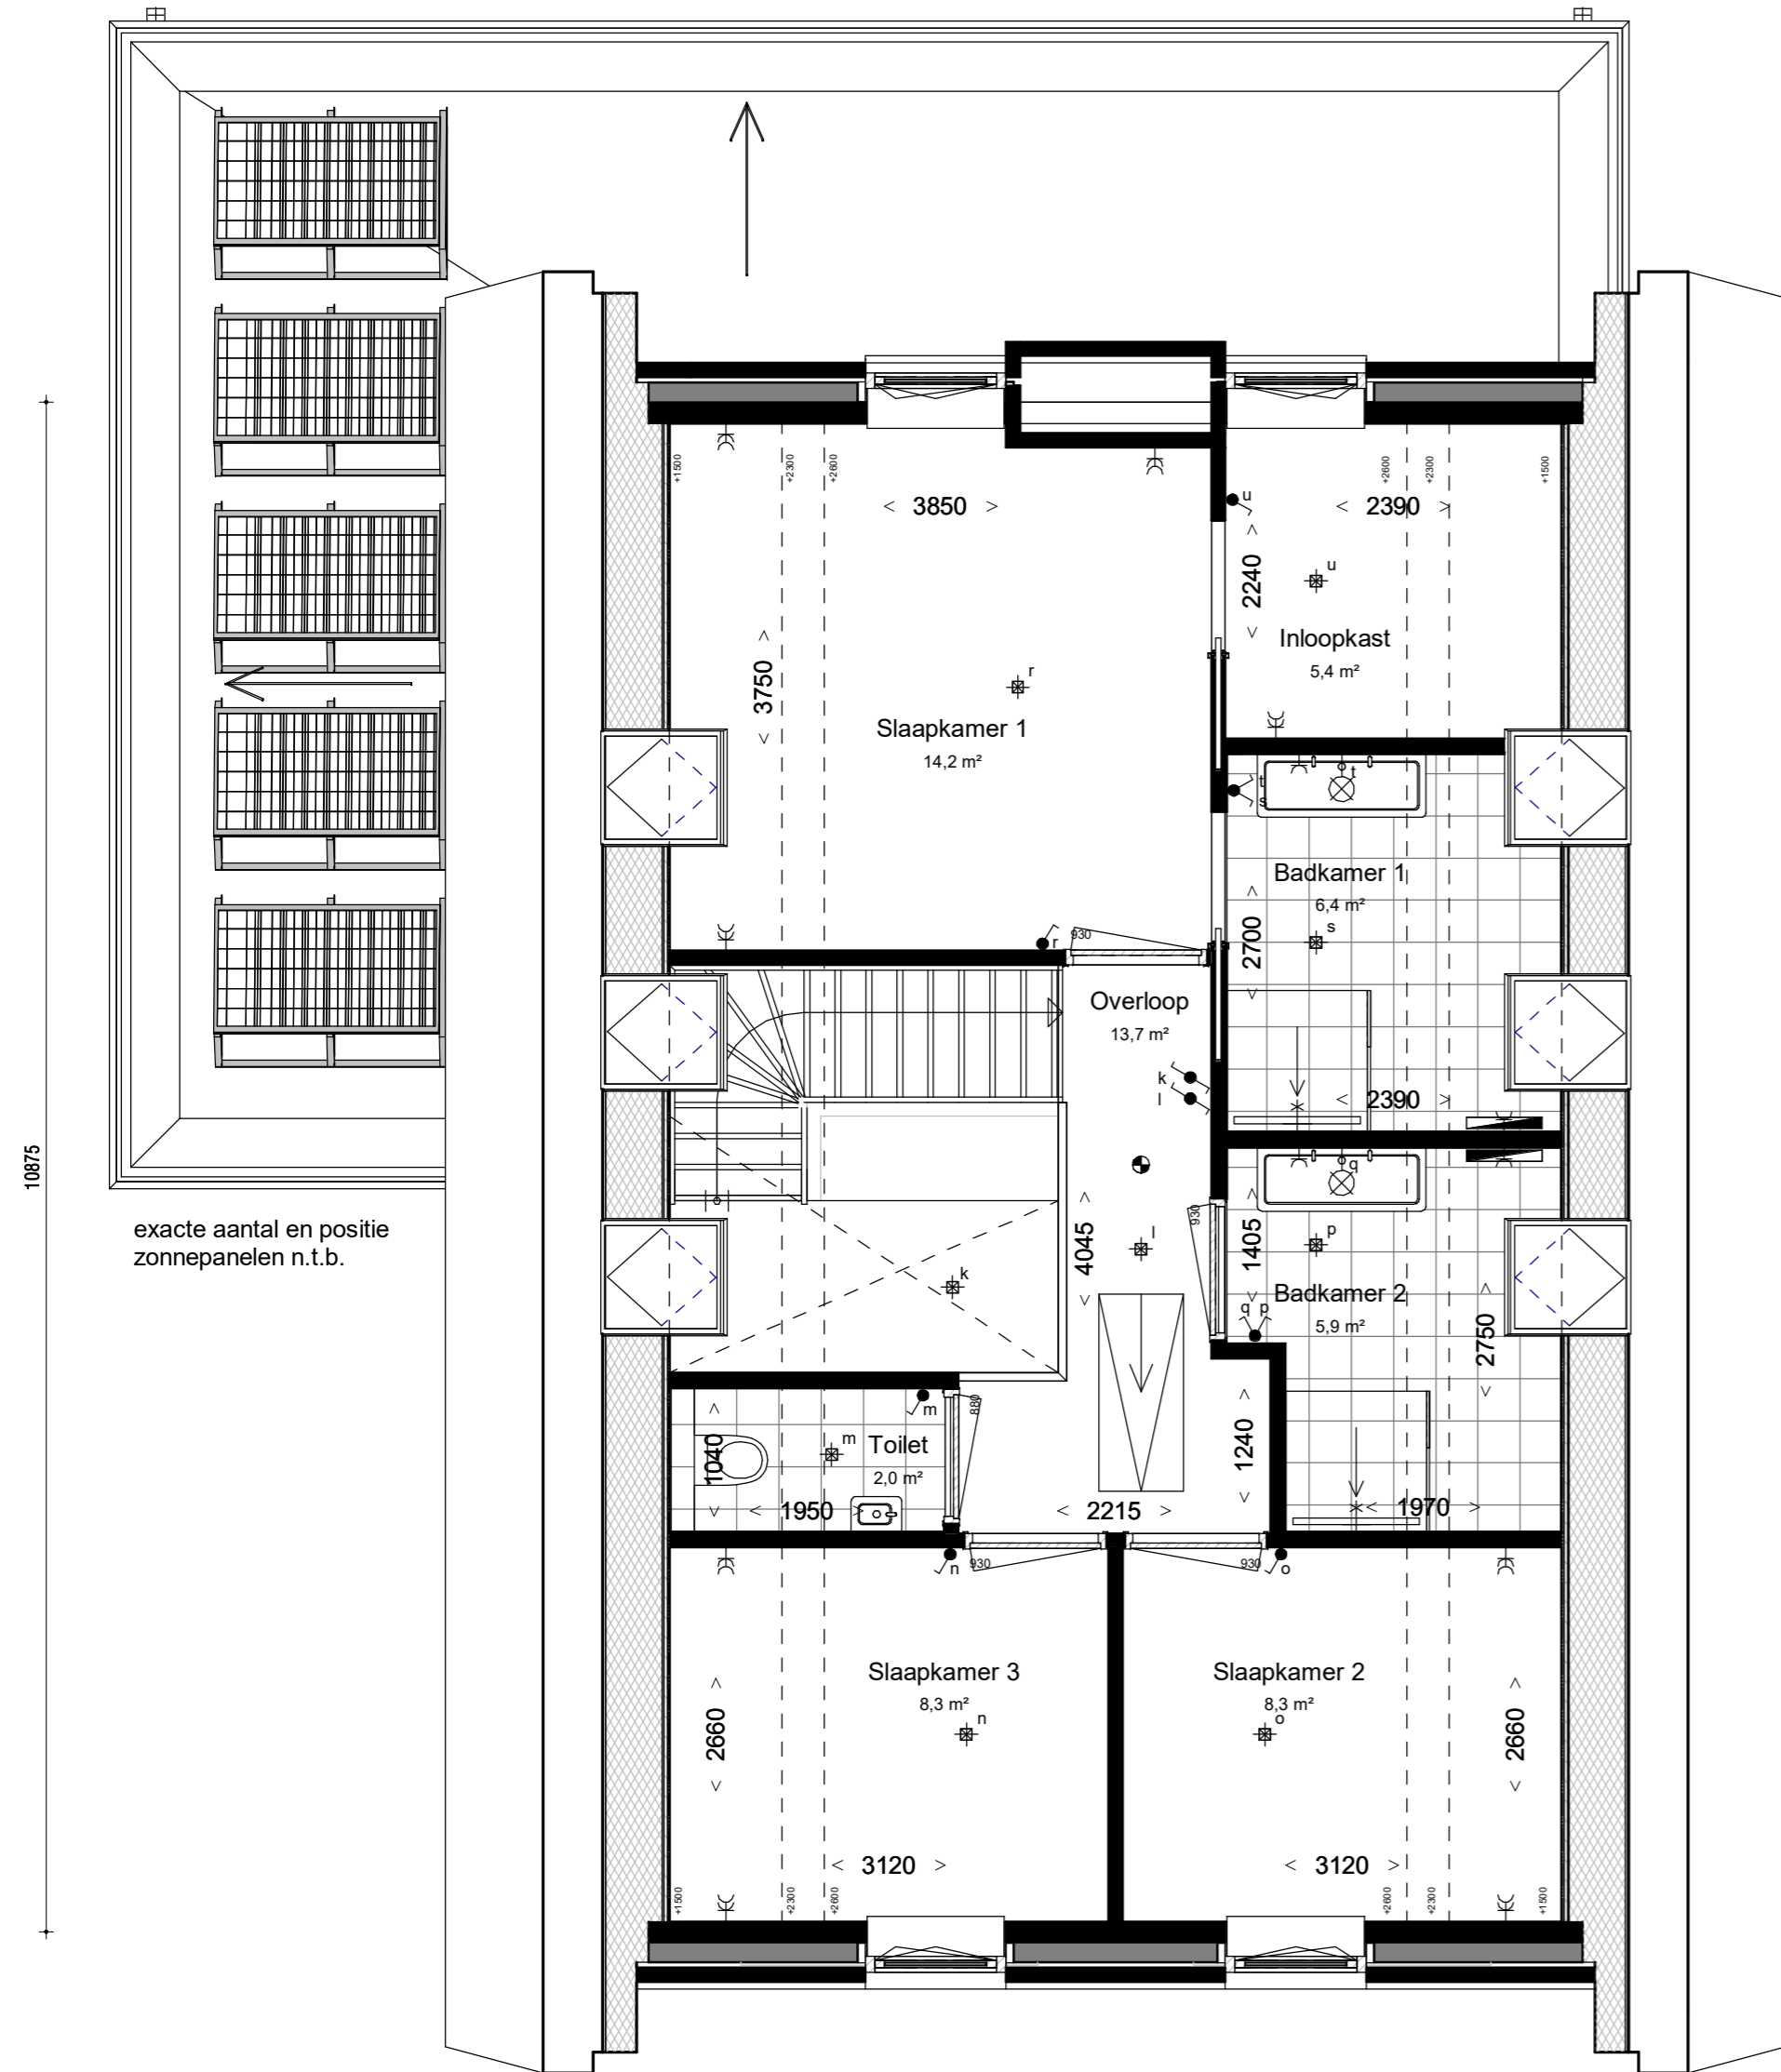 +1500
+2300
+2600
+2600
+2300
+1500
< 3850 >
u
< 2390 >
< 2240 >
u
Inloopkast
5,4 m²
< 3750 >
r
Slaapkamer 1
14,2 m²
t
t
s
Badkamer 1
6,4 m²
s
< 2700 >
r
930
Overloop
13,7 m²
k
l
< 2390 >
10875
q
exacte aantal en positie
zonnepanelen n.t.b.
930
< 4045 >
l
< 1405 >
p
k
Badkamer 2
5,9 m²
q p
< 2750 >
m
880
m
Toilet
2,0 m²
< 1040 >
< 1240 >
< 1950 >
< 2215 >
< 1970 >
n
930
930
o
Slaapkamer 3
8,3 m²
n
Slaapkamer 2
8,3 m²
o
< 2660 >
< 2660 >
< 3120 >
< 3120 >
+1500
+2300
+2600
+2600
+2300
+1500